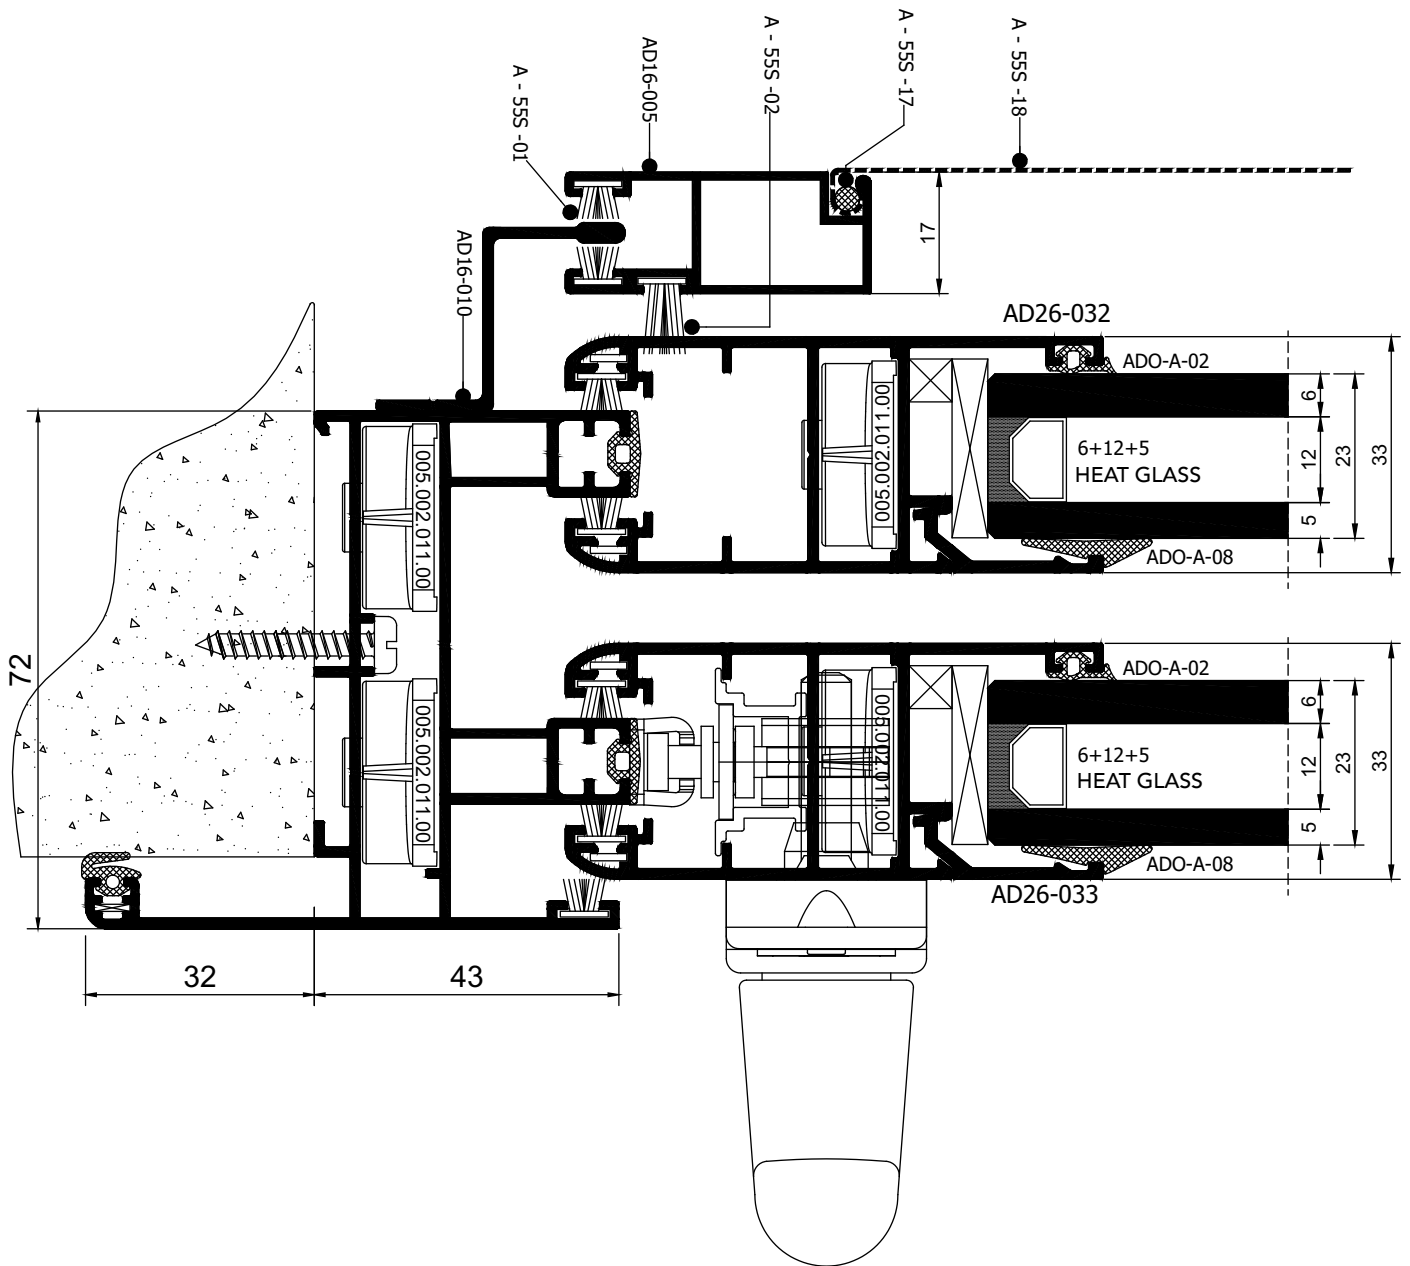 A - 55S -01
AD16-005
A - 55S -02
A - 55S -17
A - 55S -18
17
AD16-010
AD26-032
ADO-A-02
005.002.011.00
005.002.011.00
6+12+5
HEAT GLASS
6
12
5
23
33
ADO-A-08
72
ADO-A-02
005.002.011.00
005.002.011.00
6+12+5
HEAT GLASS
6
12
5
23
33
ADO-A-08
AD26-033
32
43